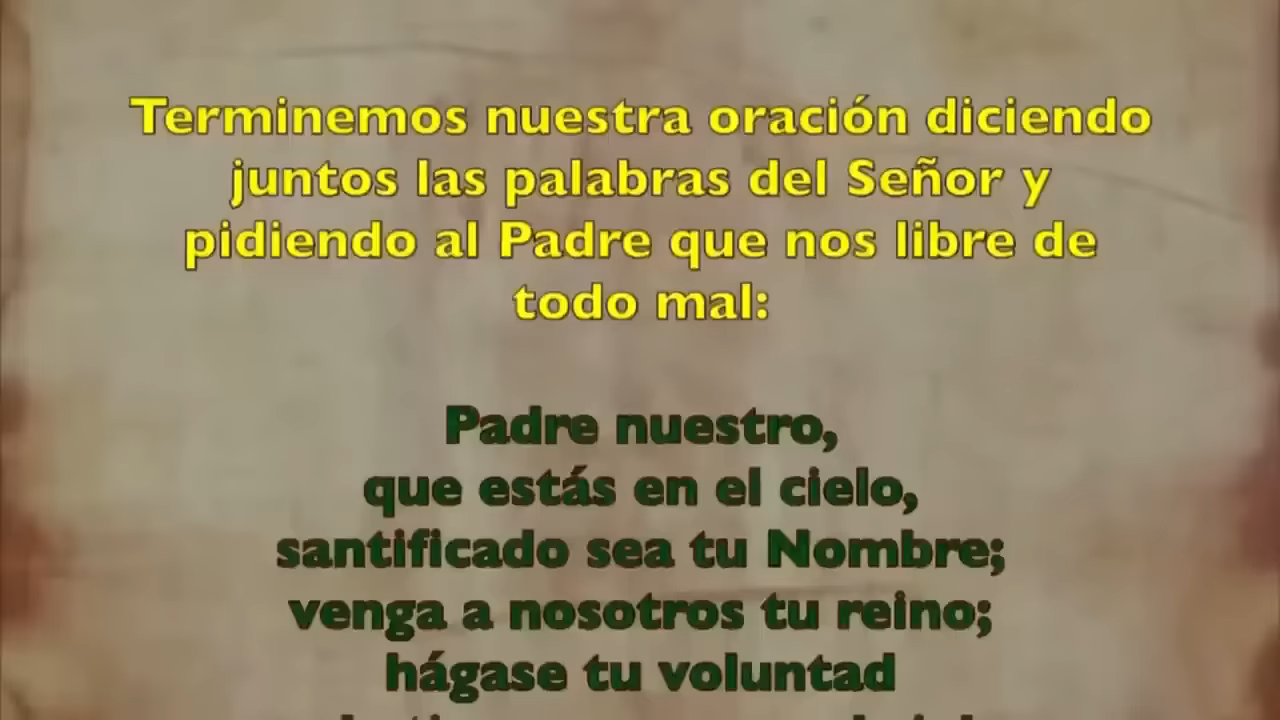 Terminemos nuestra oración diciendo
juntos las palabras del Señor y
pidiendo al Padre que nos libre de
todo mal:
Padre nuestro,
que estás en el cielo,
santificado sea tu Nombre;
venga a nosotros tu reino;
hágase tu voluntad